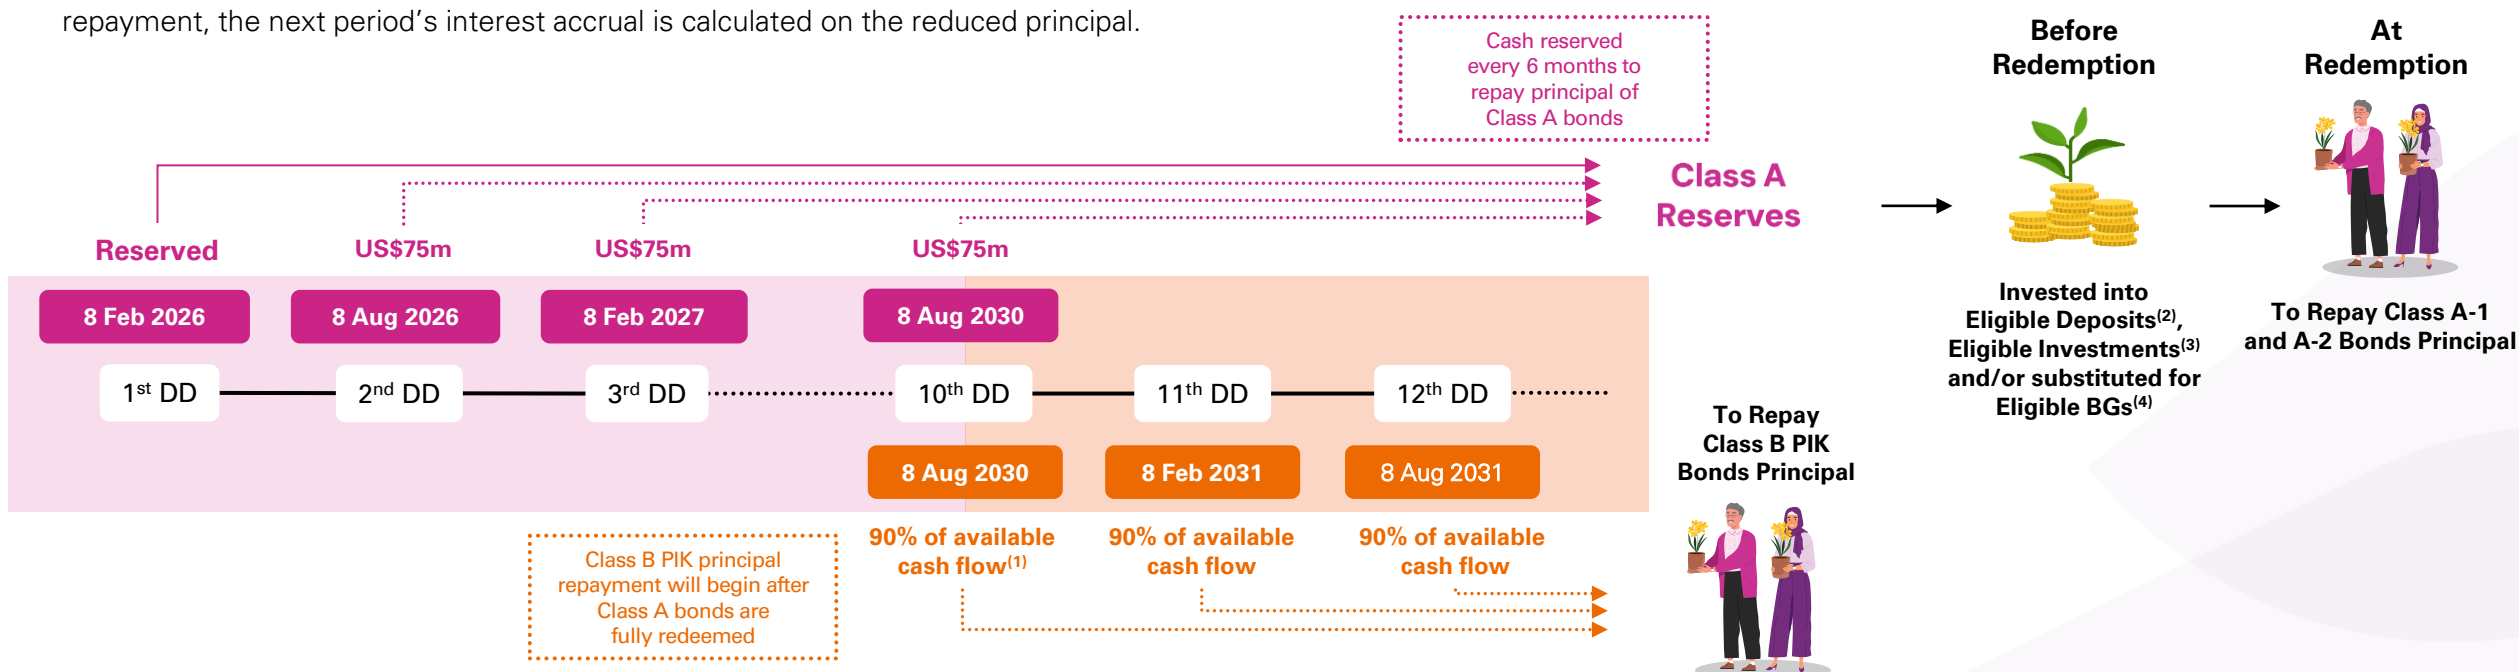 repayment, the next period's interest accrual is calculated on the reduced principal.
Cash reserved
every 6 months to
repay principal of
Class A bonds
Before
Redemption
At
Redemption
Class A
Reserves
Reserved
US$75m
US$75m
US$75m
8 Feb 2026
8 Aug 2026
8 Feb 2027
8 Aug 2030
1st DD
2nd DD
3rd DD
10th DD
11th DD
12th DD
8 Aug 2030
8 Feb 2031
8 Aug 2031
90% of available
cash flow(1)
90% of available
cash flow
90% of available
cash flow
Class B PIK principal
repayment will begin after
Class A bonds are
fully redeemed
To Repay
Class B PIK
Bonds Principal
Invested into
Eligible Deposits(2),
Eligible Investments(3)
and/or substituted for
Eligible BGs(4)
To Repay Class A-1
and A-2 Bonds Principal